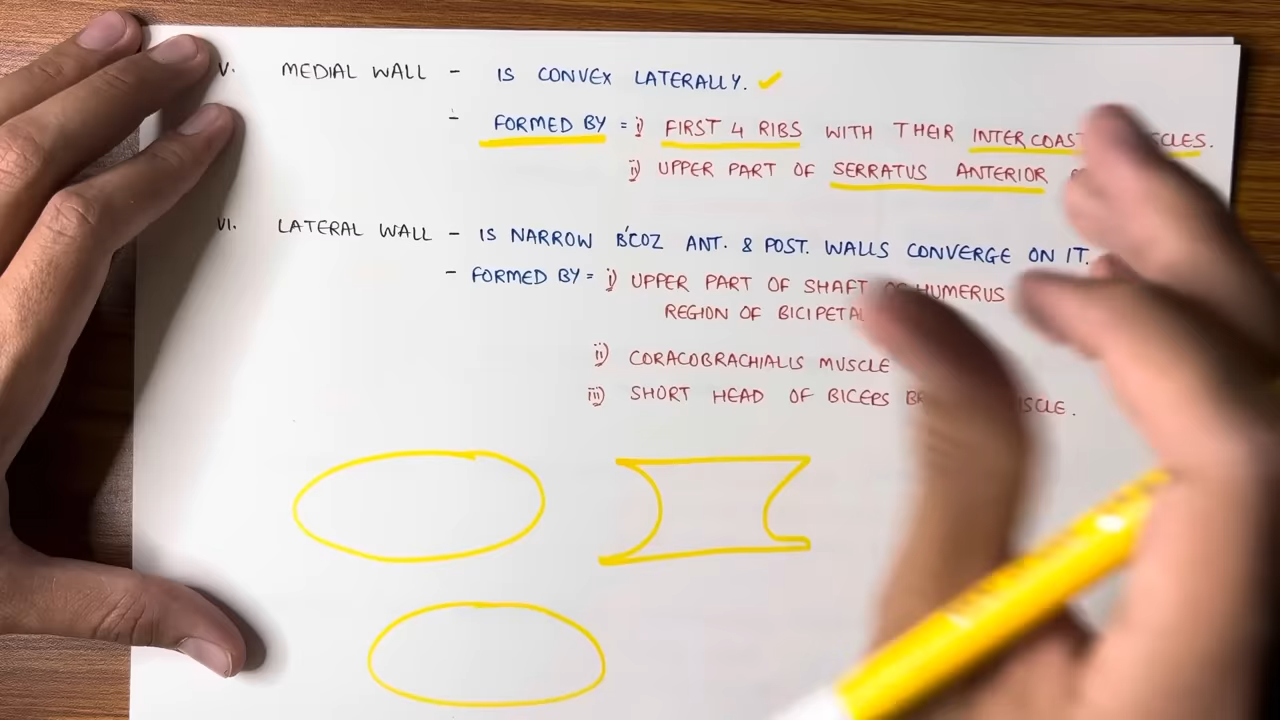 V. MEDIAL WALL - IS CONVEX LATERALLY.
- FORMED BY = i) FIRST 4 RIBS WITH THEIR
ii) UPPER PART OF SERRATUS ANTERIOR
VI. LATERAL WALL - IS NARROW B'COZ ANT. & POST. WALLS CONVERGE ON IT.
- FORMED BY = i) UPPER PART OF SHAFT HUMERUS
REGION OF
ii) CORACOBRACHIALIS MUSCLE
iii) SHORT HEAD OF BICEPS